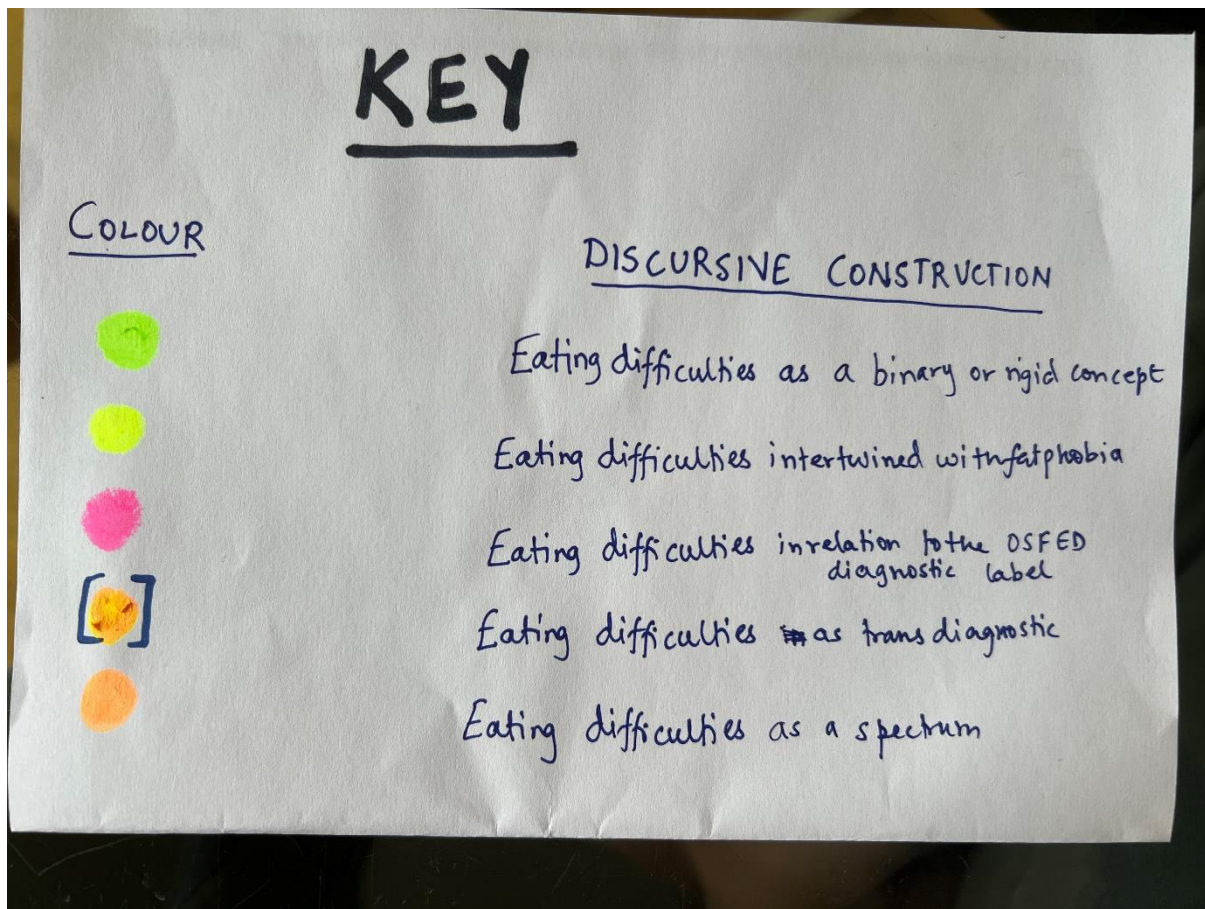 KEY
COLOUR
DISCURSIVE CONSTRUCTION
Eating difficulties as a binary or rigid concept
Eating difficulties intertwined with fatphobia
Eating difficulties in relation to the OSFED
diagnostic label
[ ]
Eating difficulties as trans diagnostic
Eating difficulties as a spectrum